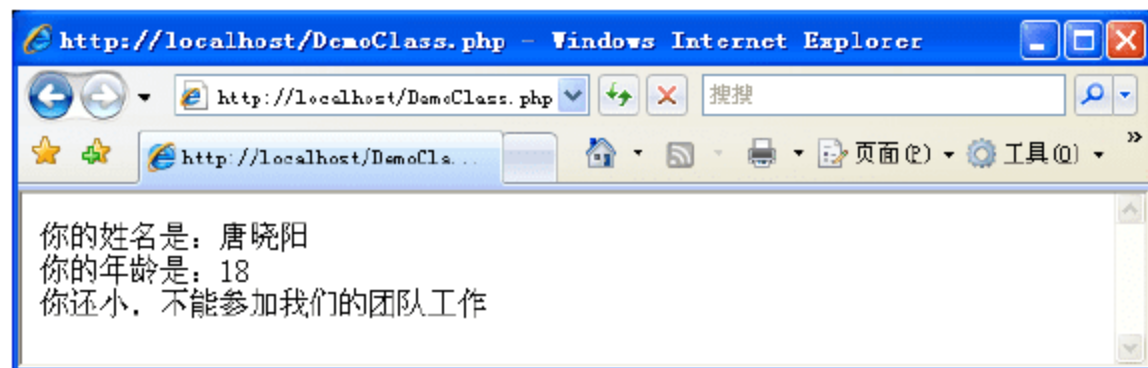 http://localhost/DemoClass.php - Windows Internet Explorer
http://localhost/DemoClass.php 搜搜
http://localhost/DemoCla... 页面(P) 工具(O) »
你的姓名是：唐晓阳
你的年龄是：18
你还小，不能参加我们的团队工作